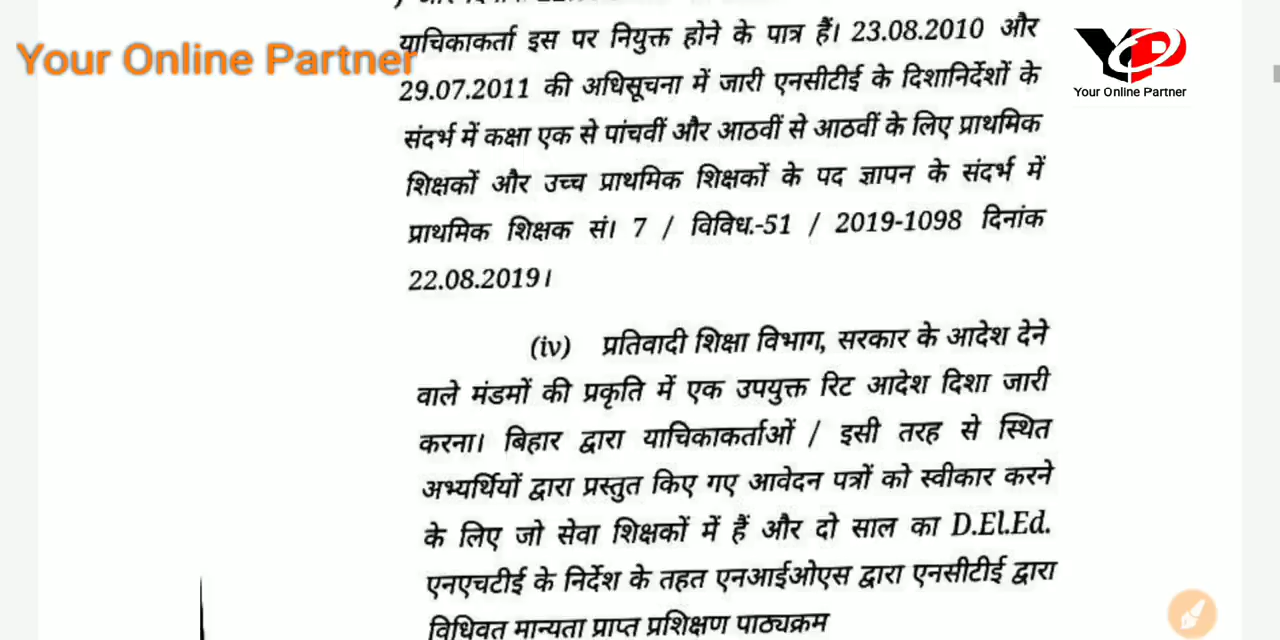 याचिकाकर्ता इस पर नियुक्त होने के पात्र हैं। 23.08.2010 और
Your Online Partner
29.07.2011 की अधिसूचना में जारी एनसीटीई के दिशानिर्देशों के
संदर्भ में कक्षा एक से पांचवीं और आठवीं से आठवीं के लिए प्राथमिक
शिक्षकों और उच्च प्राथमिक शिक्षकों के पद ज्ञापन के संदर्भ में
प्राथमिक शिक्षक सं। 7 / विविध.-51 / 2019-1098 दिनांक
22.08.2019।
(iv) प्रतिवादी शिक्षा विभाग, सरकार के आदेश देने
वाले मंडमों की प्रकृति में एक उपयुक्त रिट आदेश दिशा जारी
करना। बिहार द्वारा याचिकाकर्ताओं / इसी तरह से स्थित
अभ्यर्थियों द्वारा प्रस्तुत किए गए आवेदन पत्रों को स्वीकार करने
के लिए जो सेवा शिक्षकों में हैं और दो साल का D.El.Ed.
एनएचटीई के निर्देश के तहत एनआईओएस द्वारा एनसीटीई द्वारा
विधिवत मान्यता प्राप्त प्रशिक्षण पाठ्यक्रम
YP
Your Online Partner